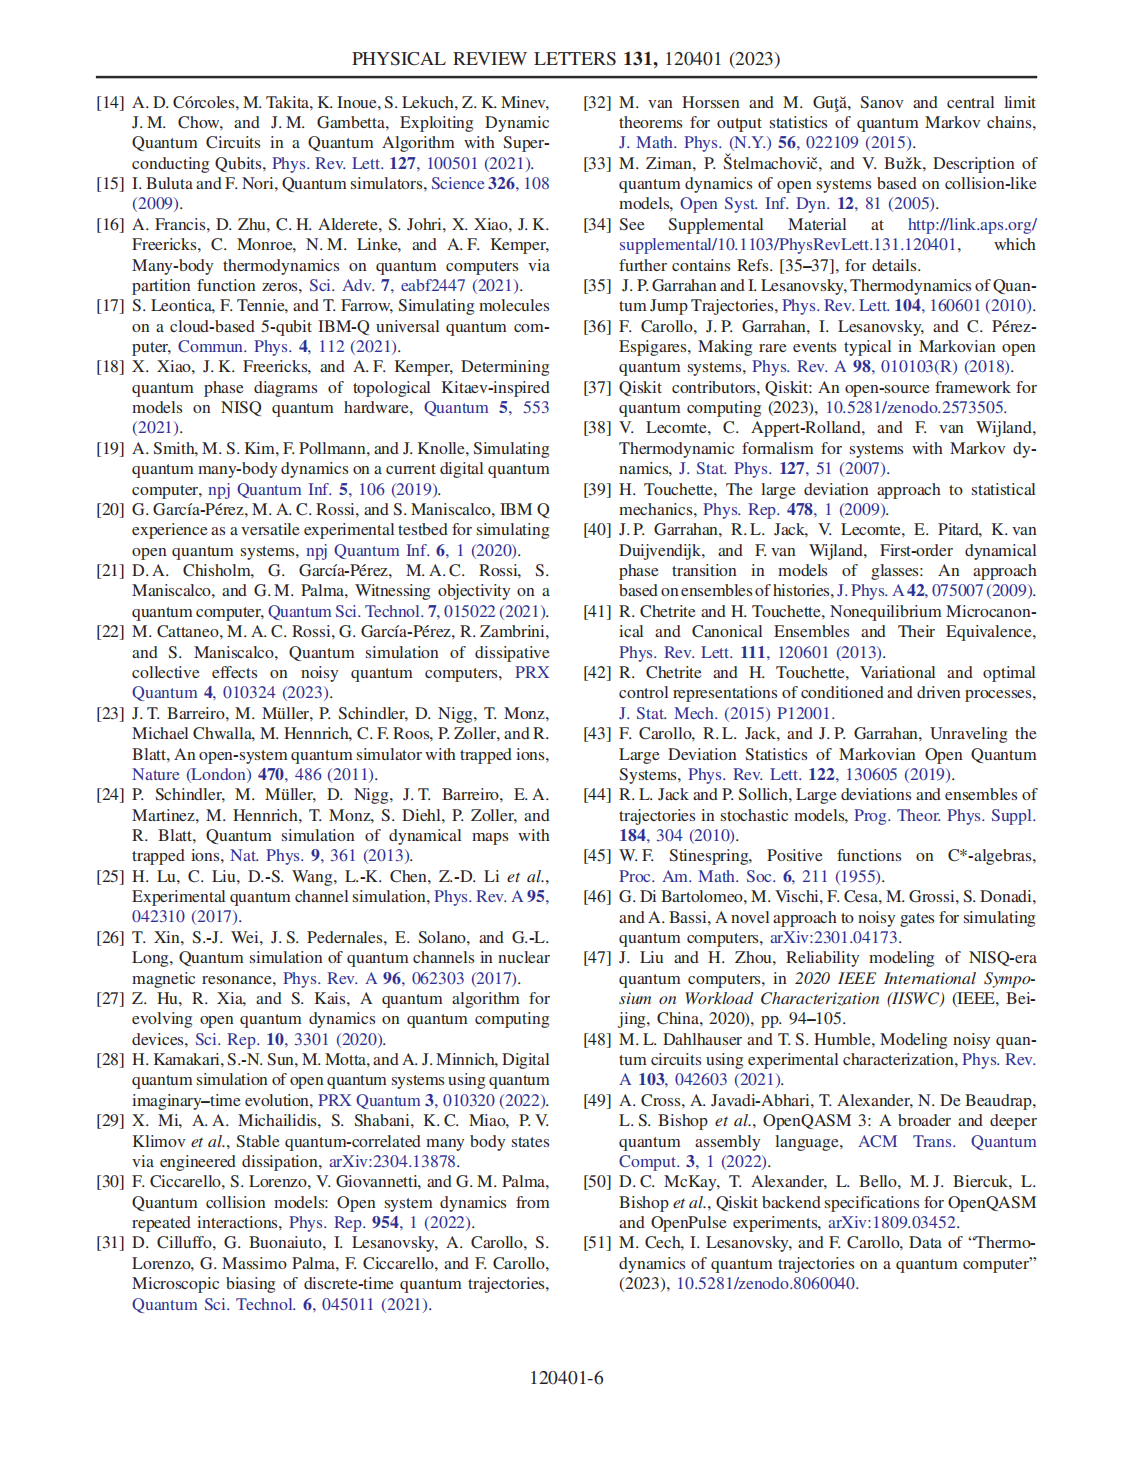 PHYSICAL REVIEW LETTERS 131, 120401 (2023)
[14] A. D. Córcoles, M. Takita, K. Inoue, S. Lekuch, Z. K. Minev,
J. M. Chow, and J. M. Gambetta, Exploiting Dynamic
Quantum Circuits in a Quantum Algorithm with Super-
conducting Qubits, Phys. Rev. Lett. 127, 100501 (2021).
[15] I. Buluta and F. Nori, Quantum simulators, Science 326, 108
(2009).
[16] A. Francis, D. Zhu, C. H. Alderete, S. Johri, X. Xiao, J. K.
Freericks, C. Monroe, N. M. Linke, and A. F. Kemper,
Many-body thermodynamics on quantum computers via
partition function zeros, Sci. Adv. 7, eabf2447 (2021).
[17] S. Leontica, F. Tennie, and T. Farrow, Simulating molecules
on a cloud-based 5-qubit IBM-Q universal quantum com-
puter, Commun. Phys. 4, 112 (2021).
[18] X. Xiao, J. K. Freericks, and A. F. Kemper, Determining
quantum phase diagrams of topological Kitaev-inspired
models on NISQ quantum hardware, Quantum 5, 553
(2021).
[19] A. Smith, M. S. Kim, F. Pollmann, and J. Knolle, Simulating
quantum many-body dynamics on a current digital quantum
computer, npj Quantum Inf. 5, 106 (2019).
[20] G. García-Pérez, M. A. C. Rossi, and S. Maniscalco, IBM Q
experience as a versatile experimental testbed for simulating
open quantum systems, npj Quantum Inf. 6, 1 (2020).
[21] D. A. Chisholm, G. García-Pérez, M. A. C. Rossi, S.
Maniscalco, and G. M. Palma, Witnessing objectivity on a
quantum computer, Quantum Sci. Technol. 7, 015022 (2021).
[22] M. Cattaneo, M. A. C. Rossi, G. García-Pérez, R. Zambrini,
and S. Maniscalco, Quantum simulation of dissipative
collective effects on noisy quantum computers, PRX
Quantum 4, 010324 (2023).
[23] J. T. Barreiro, M. Müller, P. Schindler, D. Nigg, T. Monz,
Michael Chwalla, M. Hennrich, C. F. Roos, P. Zoller, and R.
Blatt, An open-system quantum simulator with trapped ions,
Nature (London) 470, 486 (2011).
[24] P. Schindler, M. Müller, D. Nigg, J. T. Barreiro, E. A.
Martinez, M. Hennrich, T. Monz, S. Diehl, P. Zoller, and
R. Blatt, Quantum simulation of dynamical maps with
trapped ions, Nat. Phys. 9, 361 (2013).
[25] H. Lu, C. Liu, D.-S. Wang, L.-K. Chen, Z.-D. Li et al.,
Experimental quantum channel simulation, Phys. Rev. A 95,
042310 (2017).
[26] T. Xin, S.-J. Wei, J. S. Pedernales, E. Solano, and G.-L.
Long, Quantum simulation of quantum channels in nuclear
magnetic resonance, Phys. Rev. A 96, 062303 (2017).
[27] Z. Hu, R. Xia, and S. Kais, A quantum algorithm for
evolving open quantum dynamics on quantum computing
devices, Sci. Rep. 10, 3301 (2020).
[28] H. Kamakari, S.-N. Sun, M. Motta, and A. J. Minnich, Digital
quantum simulation of open quantum systems using quantum
imaginary–time evolution, PRX Quantum 3, 010320 (2022).
[29] X. Mi, A. A. Michailidis, S. Shabani, K. C. Miao, P. V.
Klimov et al., Stable quantum-correlated many body states
via engineered dissipation, arXiv:2304.13878.
[30] F. Ciccarello, S. Lorenzo, V. Giovannetti, and G. M. Palma,
Quantum collision models: Open system dynamics from
repeated interactions, Phys. Rep. 954, 1 (2022).
[31] D. Cilluffo, G. Buonaiuto, I. Lesanovsky, A. Carollo, S.
Lorenzo, G. Massimo Palma, F. Ciccarello, and F. Carollo,
Microscopic biasing of discrete-time quantum trajectories,
Quantum Sci. Technol. 6, 045011 (2021).
[32] M. van Horssen and M. Guţă, Sanov and central limit
theorems for output statistics of quantum Markov chains,
J. Math. Phys. (N.Y.) 56, 022109 (2015).
[33] M. Ziman, P. Štelmachovič, and V. Bužk, Description of
quantum dynamics of open systems based on collision-like
models, Open Syst. Inf. Dyn. 12, 81 (2005).
[34] See Supplemental Material at http://link.aps.org/
supplemental/10.1103/PhysRevLett.131.120401, which
further contains Refs. [35–37], for details.
[35] J. P. Garrahan and I. Lesanovsky, Thermodynamics of Quan-
tum Jump Trajectories, Phys. Rev. Lett. 104, 160601 (2010).
[36] F. Carollo, J. P. Garrahan, I. Lesanovsky, and C. Pérez-
Espigares, Making rare events typical in Markovian open
quantum systems, Phys. Rev. A 98, 010103(R) (2018).
[37] Qiskit contributors, Qiskit: An open-source framework for
quantum computing (2023), 10.5281/zenodo.2573505.
[38] V. Lecomte, C. Appert-Rolland, and F. van Wijland,
Thermodynamic formalism for systems with Markov dy-
namics, J. Stat. Phys. 127, 51 (2007).
[39] H. Touchette, The large deviation approach to statistical
mechanics, Phys. Rep. 478, 1 (2009).
[40] J. P. Garrahan, R. L. Jack, V. Lecomte, E. Pitard, K. van
Duijvendijk, and F. van Wijland, First-order dynamical
phase transition in models of glasses: An approach
based on ensembles of histories, J. Phys. A 42, 075007 (2009).
[41] R. Chetrite and H. Touchette, Nonequilibrium Microcanon-
ical and Canonical Ensembles and Their Equivalence,
Phys. Rev. Lett. 111, 120601 (2013).
[42] R. Chetrite and H. Touchette, Variational and optimal
control representations of conditioned and driven processes,
J. Stat. Mech. (2015) P12001.
[43] F. Carollo, R. L. Jack, and J. P. Garrahan, Unraveling the
Large Deviation Statistics of Markovian Open Quantum
Systems, Phys. Rev. Lett. 122, 130605 (2019).
[44] R. L. Jack and P. Sollich, Large deviations and ensembles of
trajectories in stochastic models, Prog. Theor. Phys. Suppl.
184, 304 (2010).
[45] W. F. Stinespring, Positive functions on C*-algebras,
Proc. Am. Math. Soc. 6, 211 (1955).
[46] G. Di Bartolomeo, M. Vischi, F. Cesa, M. Grossi, S. Donadi,
and A. Bassi, A novel approach to noisy gates for simulating
quantum computers, arXiv:2301.04173.
[47] J. Liu and H. Zhou, Reliability modeling of NISQ-era
quantum computers, in 2020 IEEE International Sympo-
sium on Workload Characterization (IISWC) (IEEE, Bei-
jing, China, 2020), pp. 94–105.
[48] M. L. Dahlhauser and T. S. Humble, Modeling noisy quan-
tum circuits using experimental characterization, Phys. Rev.
A 103, 042603 (2021).
[49] A. Cross, A. Javadi-Abhari, T. Alexander, N. De Beaudrap,
L. S. Bishop et al., OpenQASM 3: A broader and deeper
quantum assembly language, ACM Trans. Quantum
Comput. 3, 1 (2022).
[50] D. C. McKay, T. Alexander, L. Bello, M. J. Biercuk, L.
Bishop et al., Qiskit backend specifications for OpenQASM
and OpenPulse experiments, arXiv:1809.03452.
[51] M. Cech, I. Lesanovsky, and F. Carollo, Data of “Thermo-
dynamics of quantum trajectories on a quantum computer”
(2023), 10.5281/zenodo.8060040.
120401-6